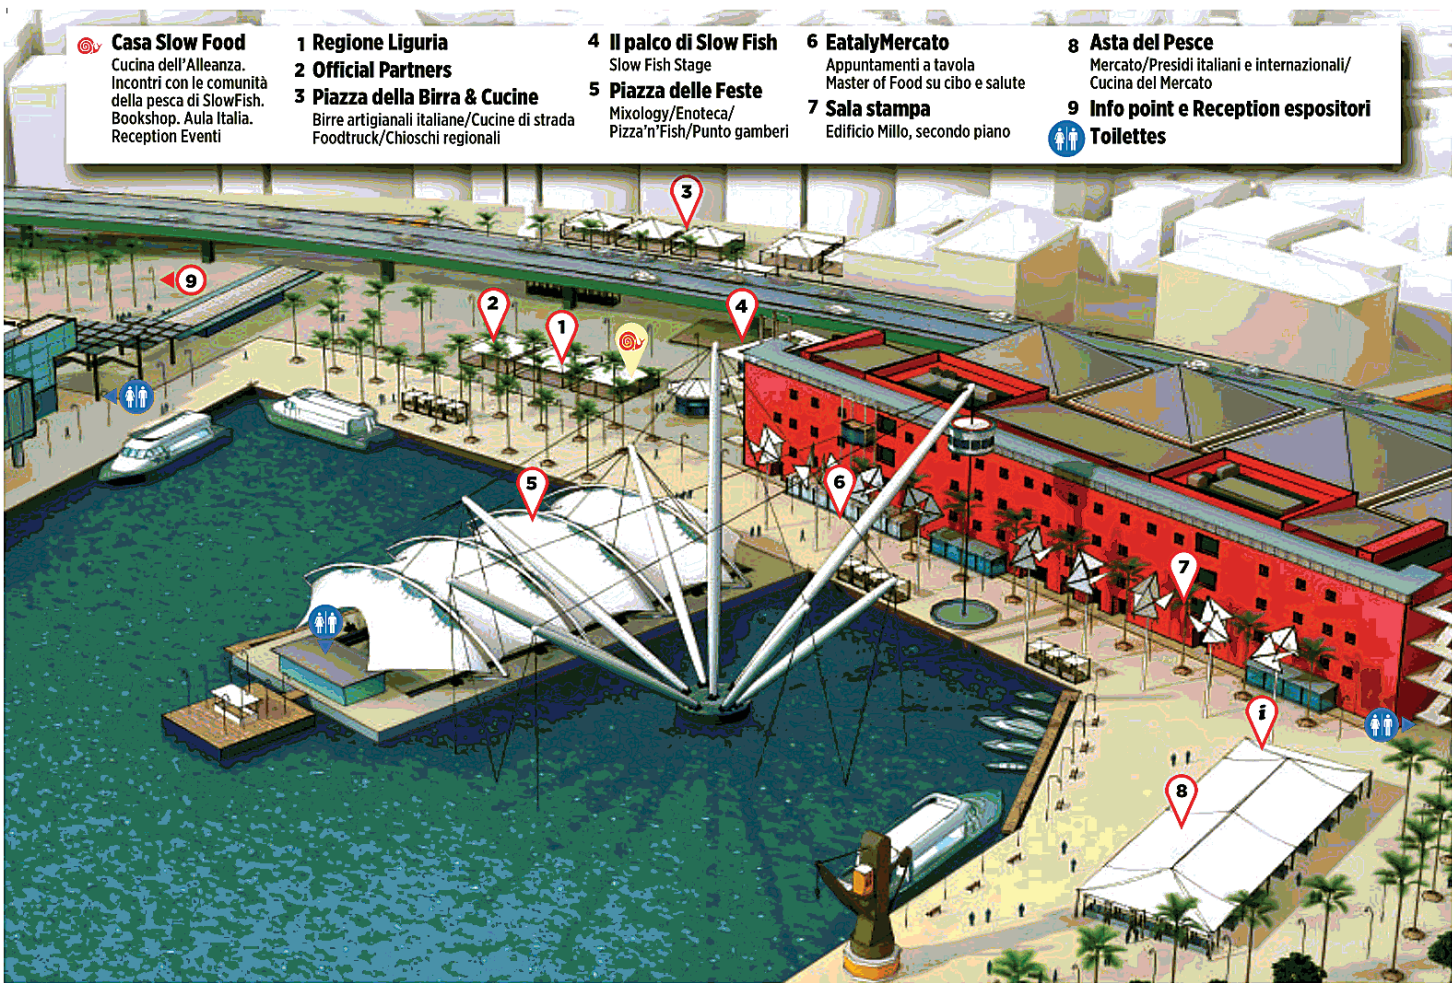 Casa Slow Food
Cucina dell'Alleanza.
Incontri con le comunità
della pesca di SlowFish.
Bookshop. Aula Italia.
Reception Eventi
1 Regione Liguria
2 Official Partners
3 Piazza della Birra & Cucine
Birre artigianali italiane/Cucine di strada
Foodtruck/Chioschi regionali
4 Il palco di Slow Fish
Slow Fish Stage
5 Piazza delle Feste
Mixology/Enoteca/
Pizza'n'Fish/Punto gamberi
6 EatalyMercato
Appuntamenti a tavola
Master of Food su cibo e salute
7 Sala stampa
Edificio Millo, secondo piano
8 Asta del Pesce
Mercato/Presidi italiani e internazionali/
Cucina del Mercato
9 Info point e Reception espositori
Toilettes
3
9
2
1
4
5
6
7
i
8